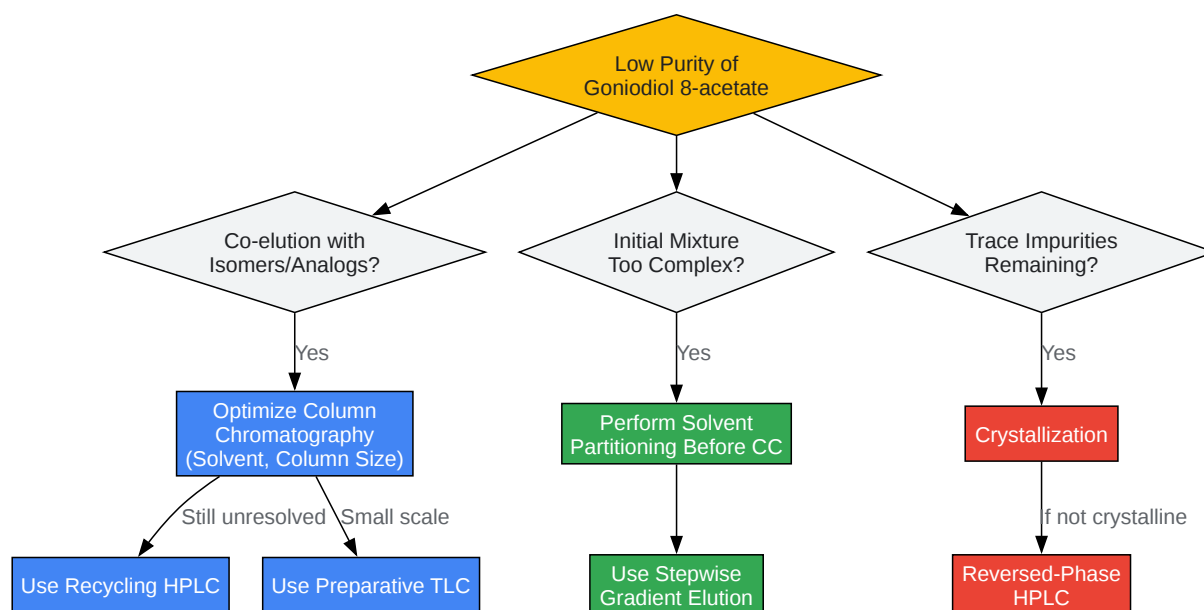 Low Purity of
Goniodiol 8-acetate
Co-elution with
Isomers/Analogs?
Initial Mixture
Too Complex?
Trace Impurities
Remaining?
Yes
Yes
Yes
Optimize Column
Chromatography
(Solvent, Column Size)
Perform Solvent
Partitioning Before CC
Crystallization
Still unresolved
Small scale
If not crystalline
Use Recycling HPLC
Use Preparative TLC
Use Stepwise
Gradient Elution
Reversed-Phase
HPLC